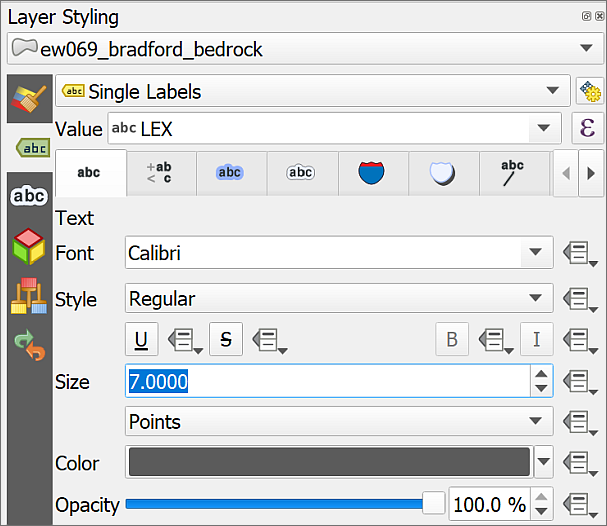 Layer Styling
ew069_bradford_bedrock
abc Single Labels
Value abc LEX ε
abc +ab < c abc abc abc
abc
Text
Font Calibri
Style Regular
U S B I
Size 7.0000
Points
Color
Opacity 100.0 %